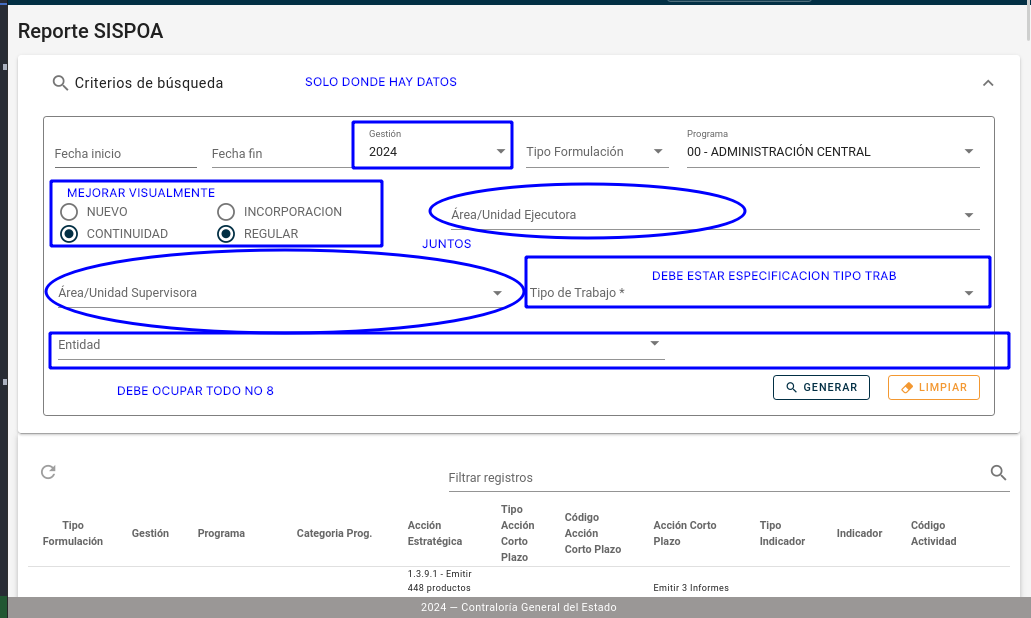 Reporte SISPOA
Criterios de búsqueda
SOLO DONDE HAY DATOS
Fecha inicio
Fecha fin
Gestión
2024
Tipo Formulación
Programa
00 - ADMINISTRACIÓN CENTRAL
MEJORAR VISUALMENTE
NUEVO
INCORPORACION
CONTINUIDAD
REGULAR
Área/Unidad Ejecutora
JUNTOS
Área/Unidad Supervisora
DEBE ESTAR ESPECIFICACION TIPO TRAB
Tipo de Trabajo *
Entidad
DEBE OCUPAR TODO NO 8
GENERAR
LIMPIAR
Filtrar registros
Tipo
Formulación
Gestión
Programa
Categoria Prog.
Acción
Estratégica
Tipo
Acción
Corto
Plazo
Código
Acción
Corto Plazo
Acción Corto
Plazo
Tipo
Indicador
Indicador
Código
Actividad
1.3.9.1 - Emitir
448 productos
Emitir 3 Informes
2024 — Contraloría General del Estado